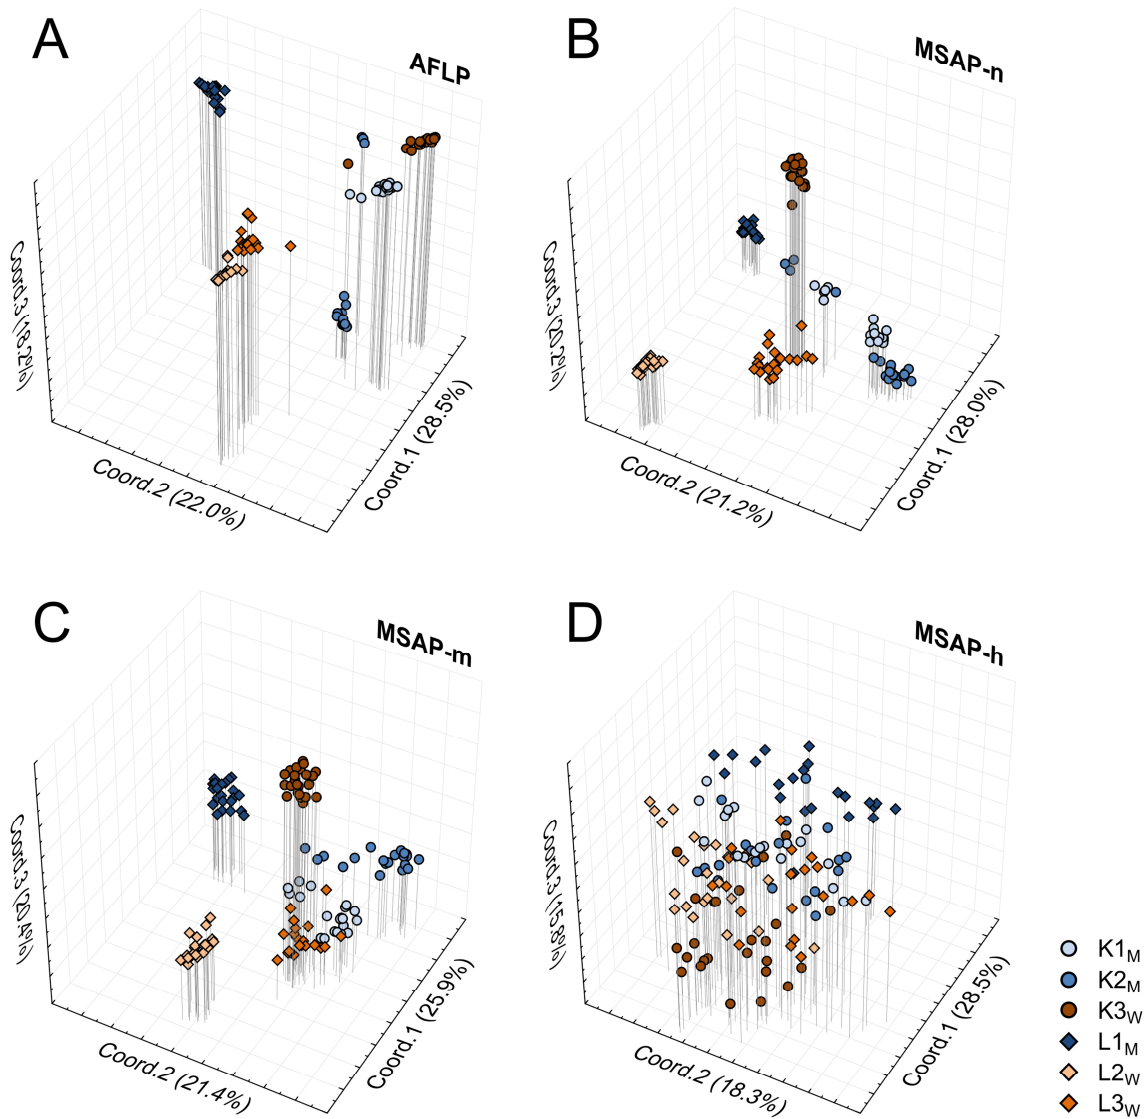 A
AFLP
Coord.3 (18.2%)
Coord.2 (22.0%)
Coord.1 (28.5%)
B
MSAP-n
Coord.3 (20.2%)
Coord.2 (21.2%)
Coord.1 (28.0%)
C
MSAP-m
Coord.3 (20.4%)
Coord.2 (21.4%)
Coord.1 (25.9%)
D
MSAP-h
Coord.3 (15.8%)
Coord.2 (18.3%)
Coord.1 (28.5%)
K1M
K2M
K3W
L1M
L2W
L3W